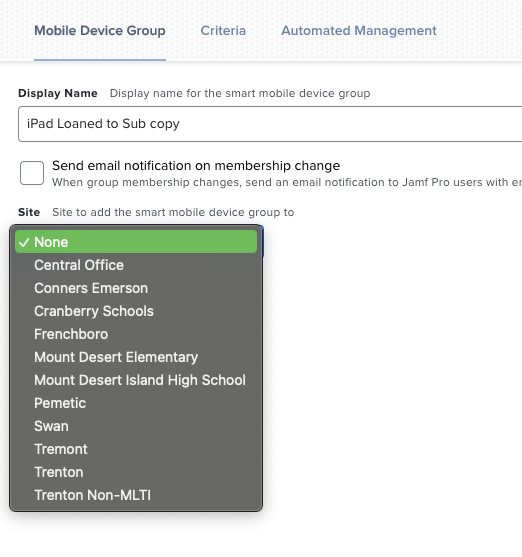 Mobile Device Group Criteria Automated Management
Display Name Display name for the smart mobile device group
iPad Loaned to Sub copy
Send email notification on membership change
When group membership changes, send an email notification to Jamf Pro users with
Site Site to add the smart mobile device group to
None
Central Office
Conners Emerson
Cranberry Schools
Frenchboro
Mount Desert Elementary
Mount Desert Island High School
Pemetic
Swan
Tremont
Trenton
Trenton Non-MLTI